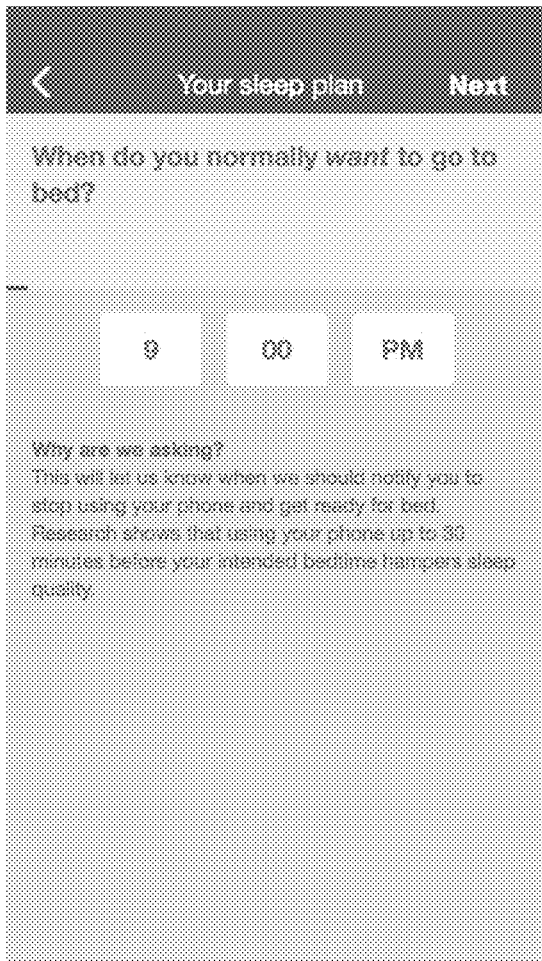 Your sleep plan Next
When do you normally want to go to
bed?
9 00 PM
Why are we asking?
This will let us know when we should notify you to
stop using your phone and get ready for bed.
Research shows that using your phone up to 30
minutes before your intended bedtime hampers sleep
quality.